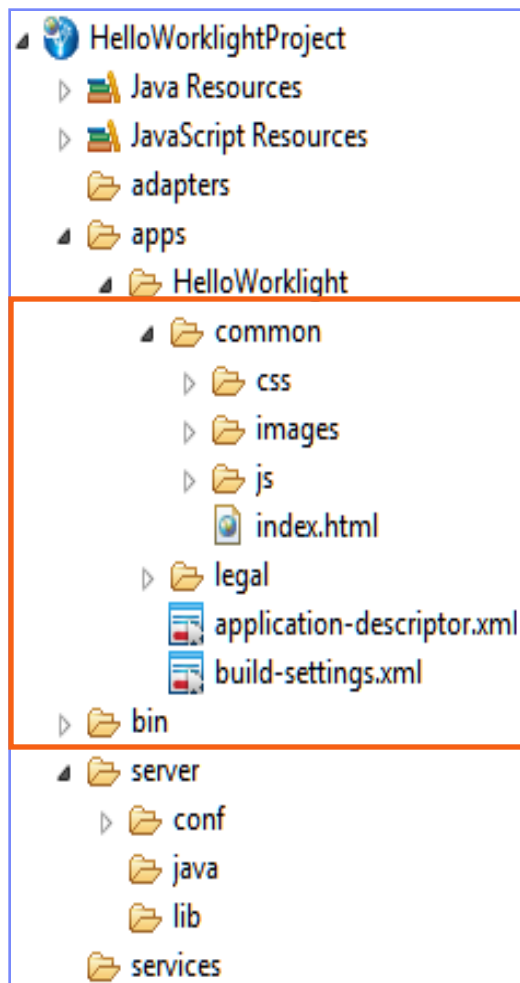 HelloWorklightProject
Java Resources
JavaScript Resources
adapters
apps
HelloWorklight
common
css
images
js
index.html
legal
application-descriptor.xml
build-settings.xml
bin
server
conf
java
lib
services